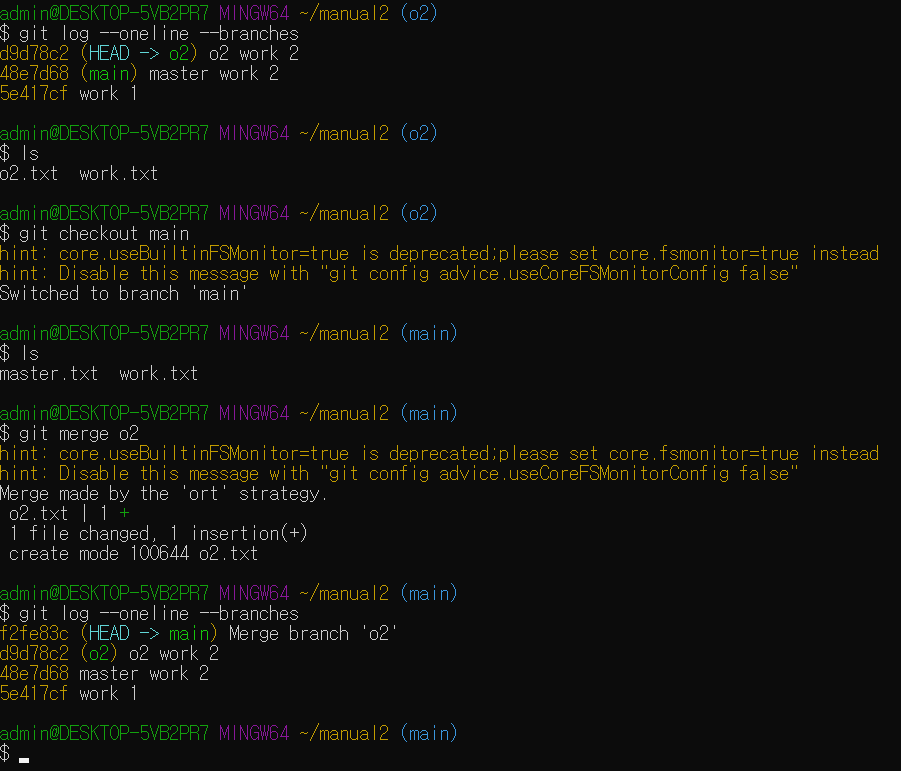 admin@DESKTOP-5VB2PR7 MINGW64 ~/manual2 (o2)
$ git log --oneline --branches
d9d78c2 (HEAD -> o2) o2 work 2
48e7d68 (main) master work 2
5e417cf work 1

admin@DESKTOP-5VB2PR7 MINGW64 ~/manual2 (o2)
$ ls
o2.txt  work.txt

admin@DESKTOP-5VB2PR7 MINGW64 ~/manual2 (o2)
$ git checkout main
hint: core.useBuiltinFSMonitor=true is deprecated;please set core.fsmonitor=true instead
hint: Disable this message with "git config advice.useCoreFSMonitorConfig false"
Switched to branch 'main'

admin@DESKTOP-5VB2PR7 MINGW64 ~/manual2 (main)
$ ls
master.txt  work.txt

admin@DESKTOP-5VB2PR7 MINGW64 ~/manual2 (main)
$ git merge o2
hint: core.useBuiltinFSMonitor=true is deprecated;please set core.fsmonitor=true instead
hint: Disable this message with "git config advice.useCoreFSMonitorConfig false"
Merge made by the 'ort' strategy.
 o2.txt | 1 +
 1 file changed, 1 insertion(+)
 create mode 100644 o2.txt

admin@DESKTOP-5VB2PR7 MINGW64 ~/manual2 (main)
$ git log --oneline --branches
f2fe83c (HEAD -> main) Merge branch 'o2'
d9d78c2 (o2) o2 work 2
48e7d68 master work 2
5e417cf work 1

admin@DESKTOP-5VB2PR7 MINGW64 ~/manual2 (main)
$